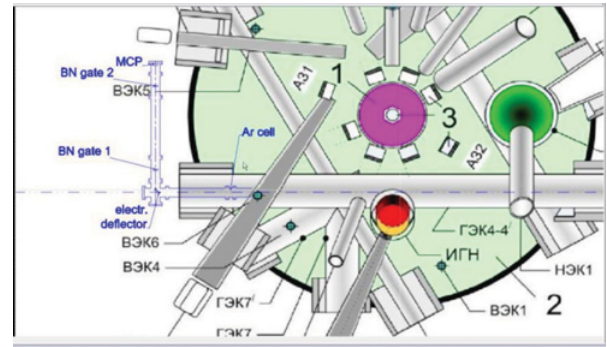 MCP
BN gate 2
ВЭК5
A31
1
3
BN gate 1
Ar cell
A32
electr.
deflector
ВЭК6
ВЭК4
ГЭК4-4'
ИГН
НЭК1
ГЭК7'
ВЭК1
2
ГЭК7